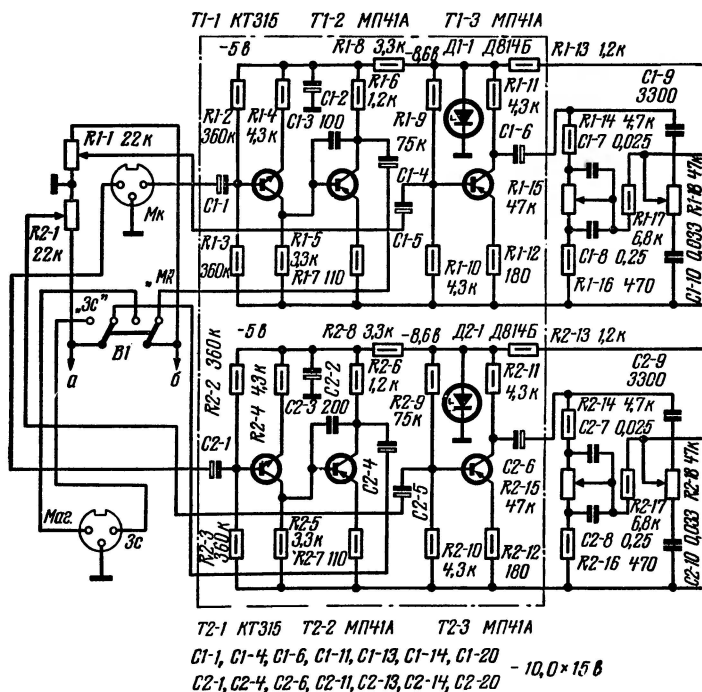 T1-1 КТ315 T1-2 МП41А T1-3 МП41А
-5 в
R1-8 3,3к
-8,6в
Д1-1 Д814Б
R1-13 1,2к
R1-2
360к
R1-4
4,3к
C1-2
R1-6
1,2к
C1-3 100
R1-9
75к
R1-11
4,3к
C1-6
C1-9
3300
R1-14 4,7к
C1-7 0,025
R1-1 22к
Мк
C1-1
C1-4
C1-5
R1-15
47к
R1-18 47к
R1-17
6,8к
R2-1
22к
R1-3
360к
R1-5
3,3к
R1-7 110
R1-10
4,3к
R1-12
180
C1-8 0,25
R1-16 470
C1-10 0,033
„Зс"
„Мк
В1
а
б
-5 в
R2-8 3,3к
-8,6 в
Д2-1 Д814Б
R2-13 1,2к
R2-2 360к
R2-4 4,3к
C2-2
R2-6
1,2к
C2-3 200
R2-9
75к
R2-11
4,3к
C2-9
3300
R2-14 4,7к
C2-7 0,025
C2-1
C2-4
C2-5
C2-6
R2-15
47к
R2-18 47к
R2-17
6,8к
Маг.
Зс
R2-3
360 к
R2-5
3,3к
R2-7 110
R2-10
4,3к
R2-12
180
C2-8 0,25
R2-16 470
C2-10 0,033
T2-1 КТ315 T2-2 МП41А T2-3 МП41А
C1-1, C1-4, C1-6, C1-11, C1-13, C1-14, C1-20
C2-1, C2-4, C2-6, C2-11, C2-13, C2-14, C2-20
- 10,0×15 в